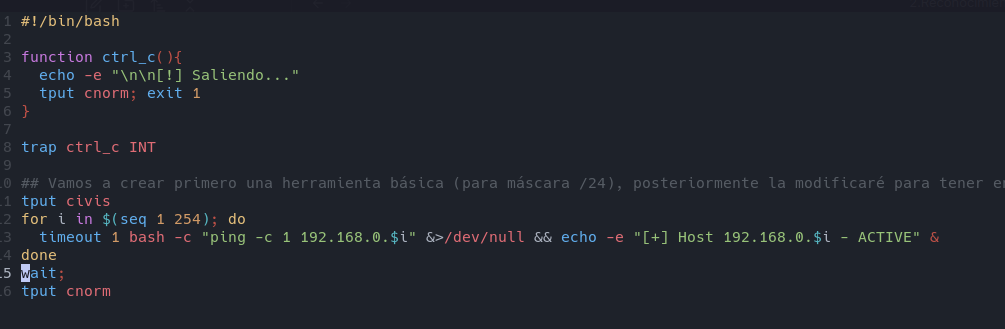 1 #!/bin/bash
2
3 function ctrl_c(){
4   echo -e "\n\n[!] Saliendo..."
5   tput cnorm; exit 1
6 }
7
8 trap ctrl_c INT
9
10 ## Vamos a crear primero una herramienta básica (para máscara /24), posteriormente la modificaré para tener
11 tput civis
12 for i in $(seq 1 254); do
13   timeout 1 bash -c "ping -c 1 192.168.0.$i" &>/dev/null && echo -e "[+] Host 192.168.0.$i - ACTIVE" &
14 done
15 wait;
16 tput cnorm